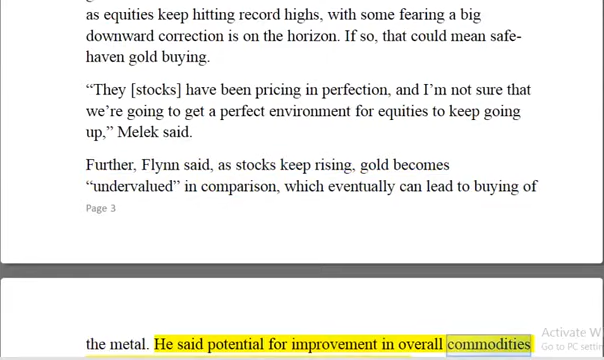 as equities keep hitting record highs, with some fearing a big
downward correction is on the horizon. If so, that could mean safe-
haven gold buying.
“They [stocks] have been pricing in perfection, and I’m not sure that
we’re going to get a perfect environment for equities to keep going
up,” Melek said.
Further, Flynn said, as stocks keep rising, gold becomes
“undervalued” in comparison, which eventually can lead to buying of
Page 3
the metal. He said potential for improvement in overall commodities
Activate W
Go to PC settin